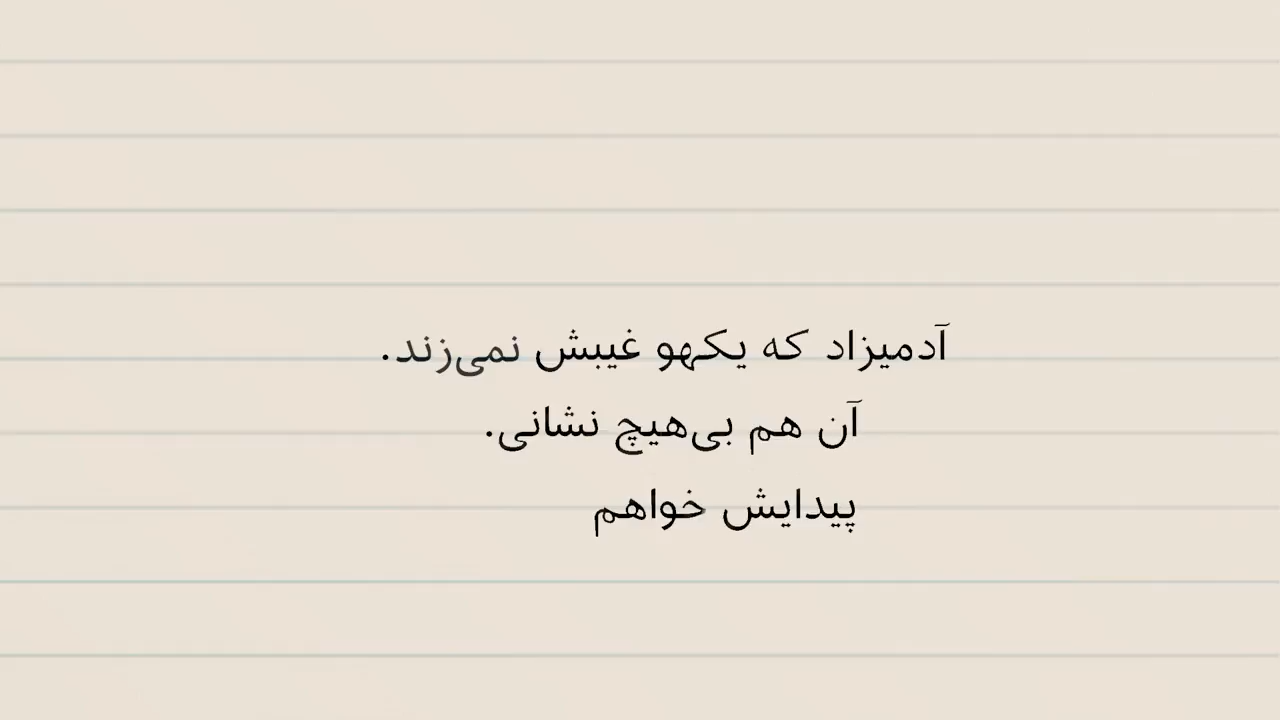 آدمیزاد که یکهو غیبش نمی‌زند.
آن هم بی‌هیچ نشانی.
پیدایش خواهم